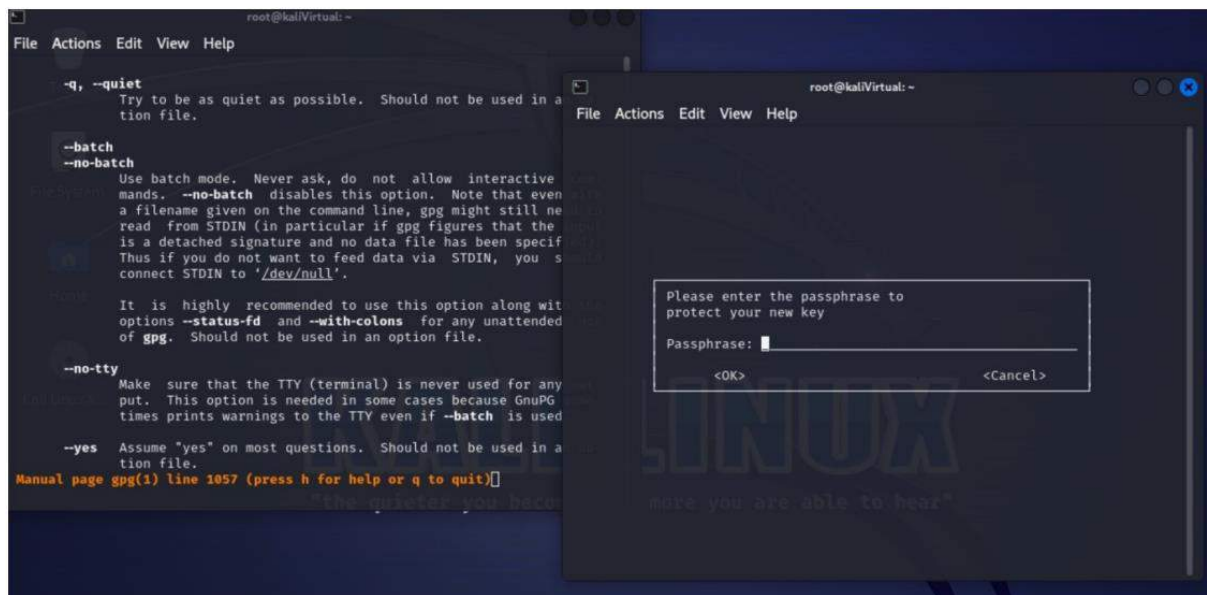 root@kaliVirtual: ~
File Actions Edit View Help
-q, --quiet
Try to be as quiet as possible. Should not be used in a
tion file.
--batch
--no-batch
Use batch mode. Never ask, do not allow interactive
mands. --no-batch disables this option. Note that even
a filename given on the command line, gpg might still
read from STDIN (in particular if gpg figures that the
is a detached signature and no data file has been
Thus if you do not want to feed data via STDIN, you
connect STDIN to ‘/dev/null’.
It is highly recommended to use this option along
options --status-fd and --with-colons for any unattended
of gpg. Should not be used in an option file.
--no-tty
Make sure that the TTY (terminal) is never used for any
put. This option is needed in some cases because GnuPG
times prints warnings to the TTY even if --batch is used
--yes Assume "yes" on most questions. Should not be used in a
tion file.
Manual page gpg(1) line 1057 (press h for help or q to quit)
root@kaliVirtual: ~
File Actions Edit View Help
Please enter the passphrase to
protect your new key
Passphrase:
<OK> <Cancel>
File System
Home
KALI LINUX
"the quieter you become more you are able to hear"